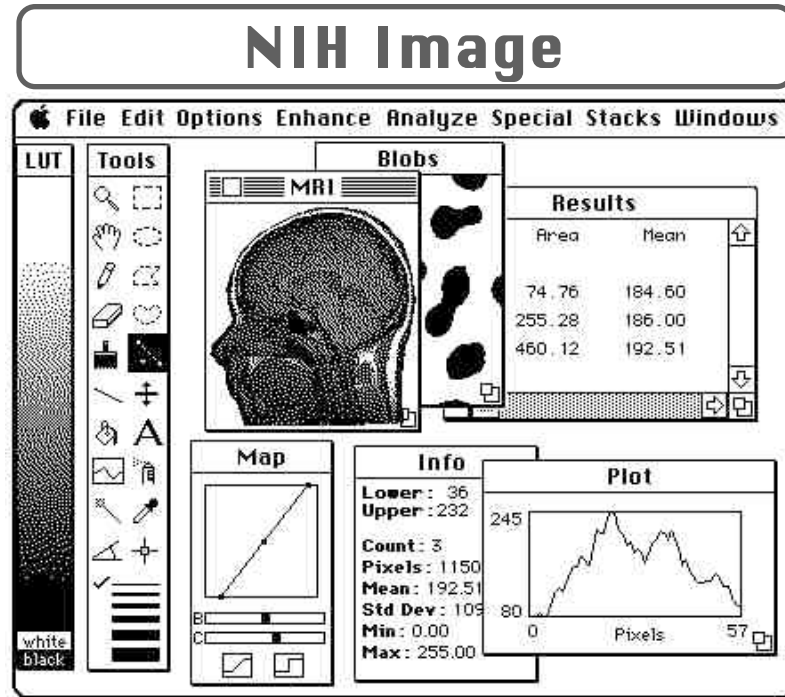 NIH Image
File Edit Options Enhance Analyze Special Stacks Windows
LUT
Tools
MRI
Blobs
Results
Area Mean
74.76 184.60
255.28 186.00
460.12 192.51
white
black
A
Map
B
C
Info
Lower: 36
Upper:232
Count: 3
Pixels: 1150
Mean: 192.51
Std Dev: 109
Min: 0.00
Max: 255.00
Plot
245
80
0 Pixels 57